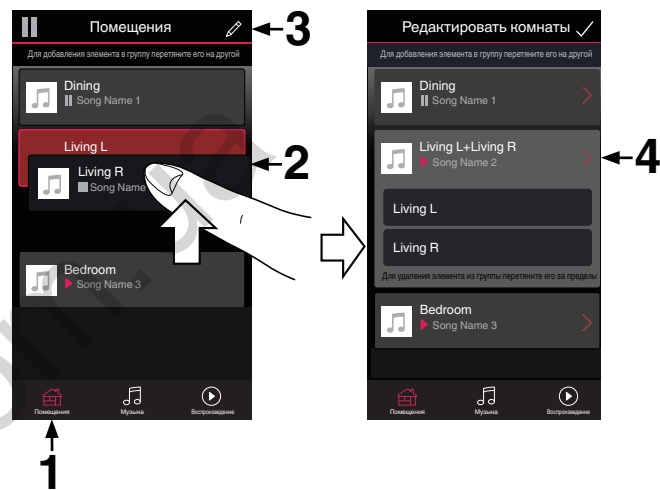 Помещения
Для добавления элемента в группу перетяните его на другой
Dining
Song Name 1
Living L
Living R
Song Name
Bedroom
Song Name 3
Помещения
Музыка
Воспроизведение
1
2
3
Редактировать комнаты
Для добавления элемента в группу перетяните его на другой
Dining
Song Name 1
Living L+Living R
Song Name 2
Living L
Living R
Для удаления элемента из группы перетяните его за пределы
Bedroom
Song Name 3
Помещения
Музыка
Воспроизведение
4
om.ua